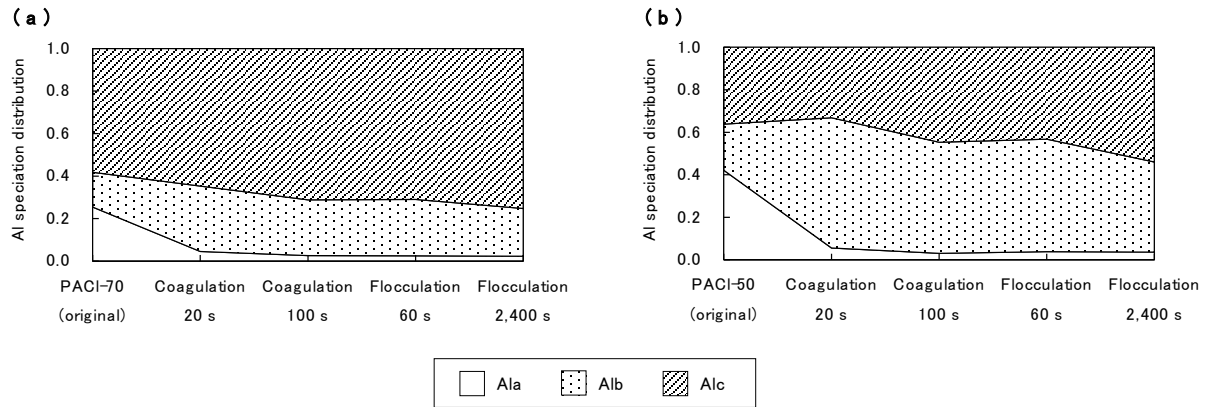 (a)
Al speciation distribution
1.0
0.8
0.6
0.4
0.2
0.0
PACl-70 Coagulation Coagulation Flocculation Flocculation
(original) 20 s 100 s 60 s 2,400 s
(b)
Al speciation distribution
1.0
0.8
0.6
0.4
0.2
0.0
PACl-50 Coagulation Coagulation Flocculation Flocculation
(original) 20 s 100 s 60 s 2,400 s
Ala Alb Alc